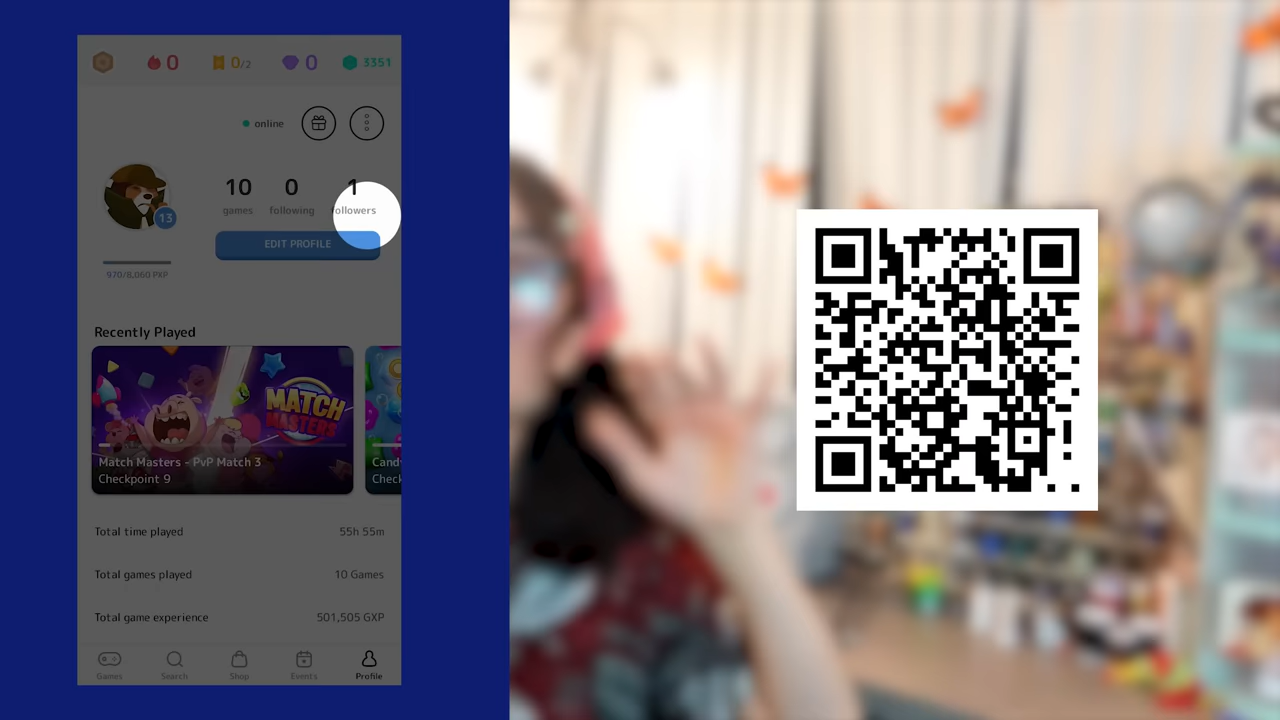 0
0/2
0
3351
online
13
10
0
1
games
following
ollowers
EDIT PROFILE
970/8,060 PXP
Recently Played
MATCH
MASTERS
Match Masters - PvP Match 3
Checkpoint 9
Cand
Check
Total time played
55h 55m
Total games played
10 Games
Total game experience
501,505 GXP
Games
Search
Shop
Events
Profile